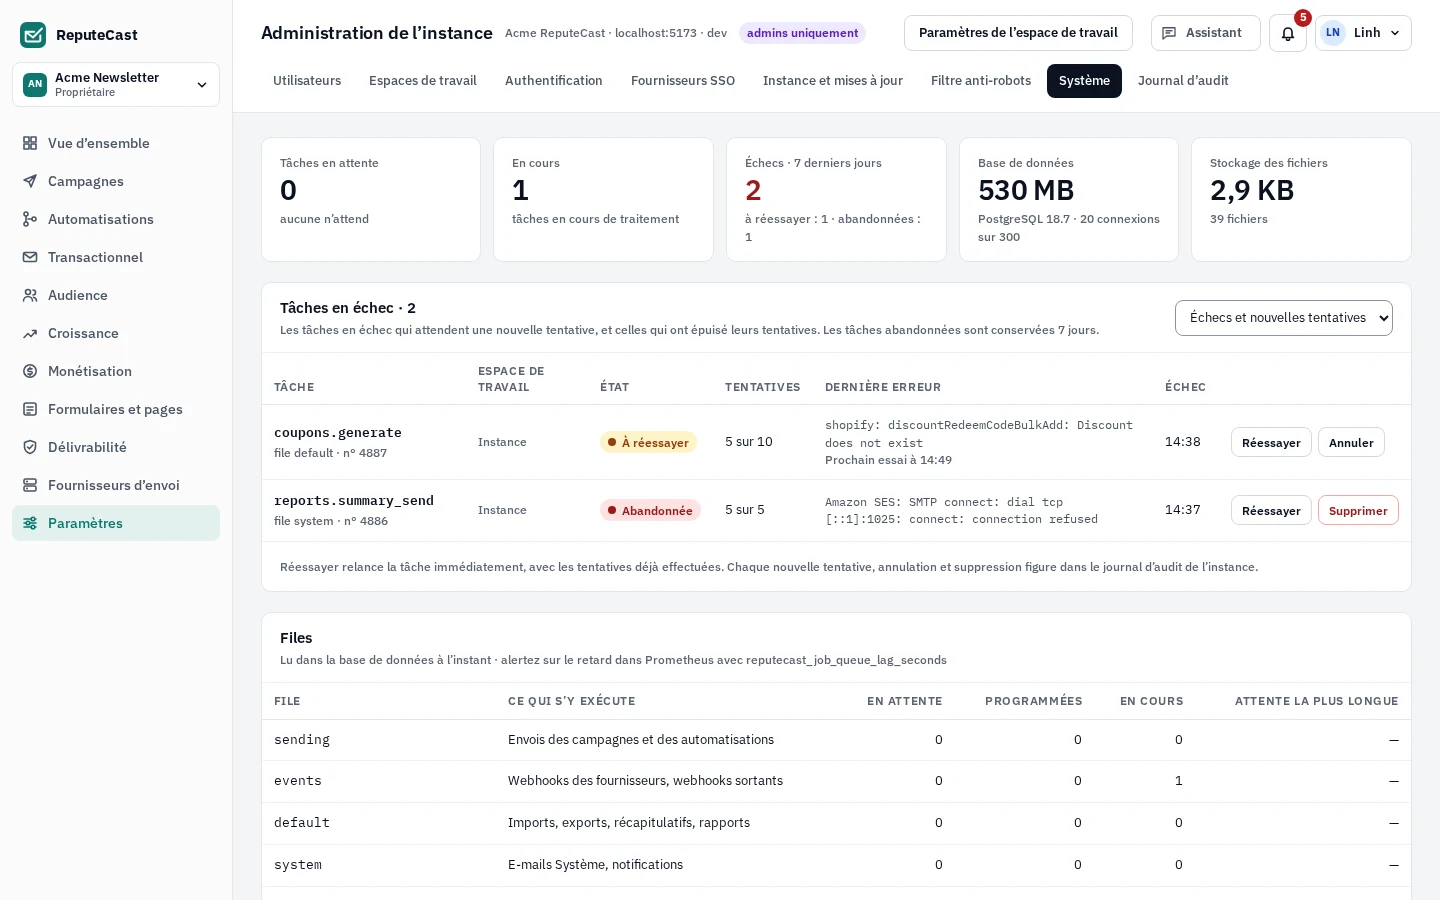 ReputeCast
AN
Acme Newsletter
Propriétaire
Vue d’ensemble
Campagnes
Automatisations
Transactionnel
Audience
Croissance
Monétisation
Formulaires et pages
Délivrabilité
Fournisseurs d’envoi
Paramètres
Administration de l’instance
Acme ReputeCast · localhost:5173 · dev
admins uniquement
Paramètres de l’espace de travail
Assistant
5
LN
Linh
Utilisateurs
Espaces de travail
Authentification
Fournisseurs SSO
Instance et mises à jour
Filtre anti-robots
Système
Journal d’audit
Tâches en attente
0
aucune n’attend
En cours
1
tâches en cours de traitement
Échecs · 7 derniers jours
2
à réessayer : 1 · abandonnées :
1
Base de données
530 MB
PostgreSQL 18.7 · 20 connexions
sur 300
Stockage des fichiers
2,9 KB
39 fichiers
Tâches en échec · 2
Les tâches en échec qui attendent une nouvelle tentative, et celles qui ont épuisé leurs tentatives. Les tâches abandonnées sont conservées 7 jours.
Échecs et nouvelles tentatives
TÂCHE
ESPACE DE
TRAVAIL
ÉTAT
TENTATIVES
DERNIÈRE ERREUR
ÉCHEC
coupons.generate
file default · n° 4887
Instance
À réessayer
5 sur 10
shopify: discountRedeemCodeBulkAdd: Discount
does not exist
Prochain essai à 14:49
14:38
Réessayer
Annuler
reports.summary_send
file system · n° 4886
Instance
Abandonnée
5 sur 5
Amazon SES: SMTP connect: dial tcp
[::1]:1025: connect: connection refused
14:37
Réessayer
Supprimer
Réessayer relance la tâche immédiatement, avec les tentatives déjà effectuées. Chaque nouvelle tentative, annulation et suppression figure dans le journal d’audit de l’instance.
Files
Lu dans la base de données à l’instant · alertez sur le retard dans Prometheus avec reputecast_job_queue_lag_seconds
FILE
CE QUI S’Y EXÉCUTE
EN ATTENTE
PROGRAMMÉES
EN COURS
ATTENTE LA PLUS LONGUE
sending
Envois des campagnes et des automatisations
0
0
0
—
events
Webhooks des fournisseurs, webhooks sortants
0
0
1
—
default
Imports, exports, récapitulatifs, rapports
0
0
0
—
system
E-mails Système, notifications
0
0
0
—